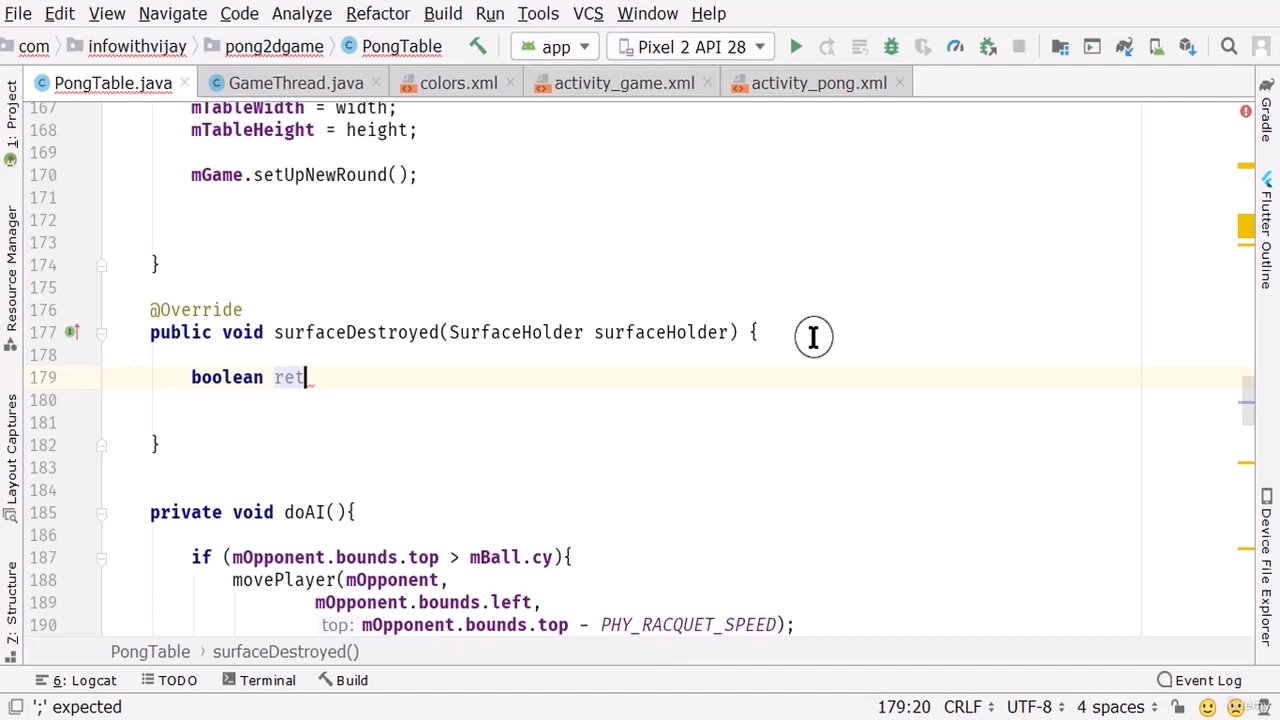 File Edit View Navigate Code Analyze Refactor Build Run Tools VCS Window Help
com infowithvijay pong2dgame PongTable app Pixel 2 API 28
PongTable.java GameThread.java colors.xml activity_game.xml activity_pong.xml
1: Project
Resource Manager
Layout Captures
Z: Structure
167 mTableWidth = width;
168 mTableHeight = height;
169
170 mGame.setUpNewRound();
171
172
173
174 }
175
176 @Override
177 public void surfaceDestroyed(SurfaceHolder surfaceHolder) {
178
179 boolean ret
180
181
182 }
183
184
185 private void doAI(){
186
187 if (mOpponent.bounds.top > mBall.cy){
188 movePlayer(mOpponent,
189 mOpponent.bounds.left,
190 top: mOpponent.bounds.top - PHY_RACQUET_SPEED);
Gradle
Flutter Outline
Device File Explorer
PongTable surfaceDestroyed()
6: Logcat TODO Terminal Build Event Log
';' expected 179:20 CRLF UTF-8 4 spaces